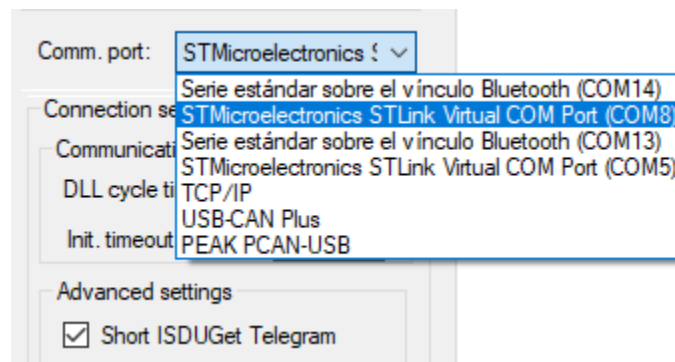 Comm. port: STMicroelectronics S
Serie estándar sobre el vínculo Bluetooth (COM14)
Connection se
STMicroelectronics STLink Virtual COM Port (COM8)
Serie estándar sobre el vínculo Bluetooth (COM13)
Communicati
STMicroelectronics STLink Virtual COM Port (COM5)
DLL cycle ti
TCP/IP
USB-CAN Plus
Init. timeout
PEAK PCAN-USB
Advanced settings
Short ISDUGet Telegram